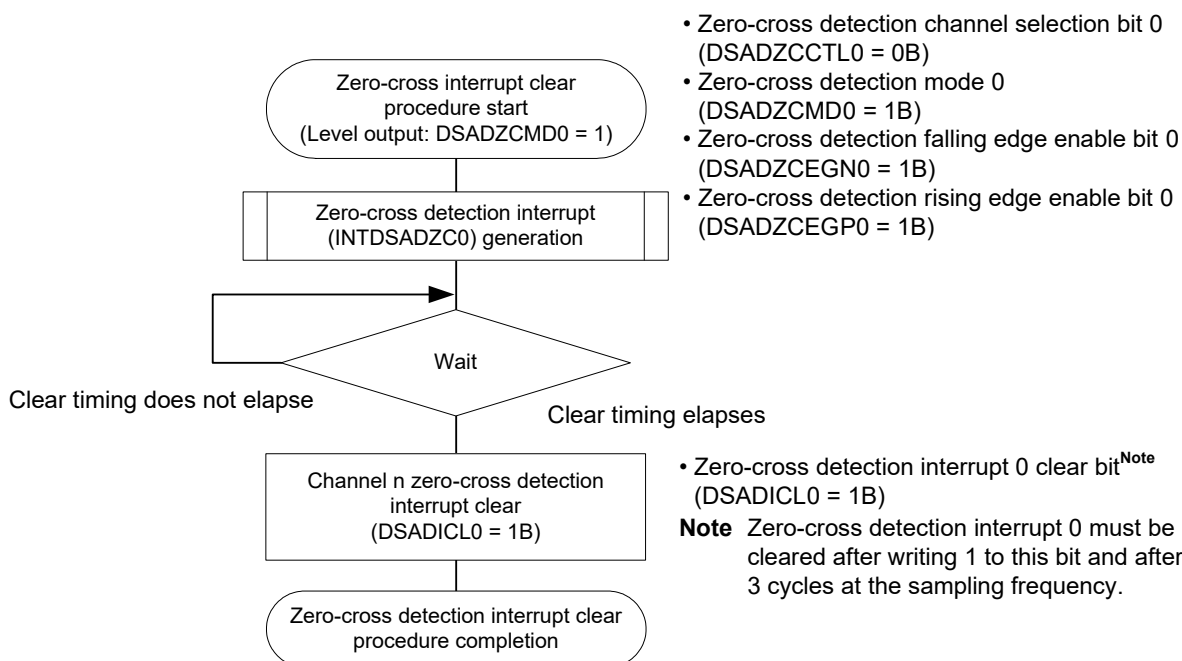 Zero-cross interrupt clear
procedure start
(Level output: DSADZCMD0 = 1)
• Zero-cross detection channel selection bit 0
(DSADZCCTL0 = 0B)
• Zero-cross detection mode 0
(DSADZCMD0 = 1B)
• Zero-cross detection falling edge enable bit 0
(DSADZCEGN0 = 1B)
• Zero-cross detection rising edge enable bit 0
(DSADZCEGP0 = 1B)
Zero-cross detection interrupt
(INTDSADZC0) generation
Wait
Clear timing does not elapse
Clear timing elapses
Channel n zero-cross detection
interrupt clear
(DSADICL0 = 1B)
• Zero-cross detection interrupt 0 clear bitNote
(DSADICL0 = 1B)
Note Zero-cross detection interrupt 0 must be
cleared after writing 1 to this bit and after
3 cycles at the sampling frequency.
Zero-cross detection interrupt clear
procedure completion